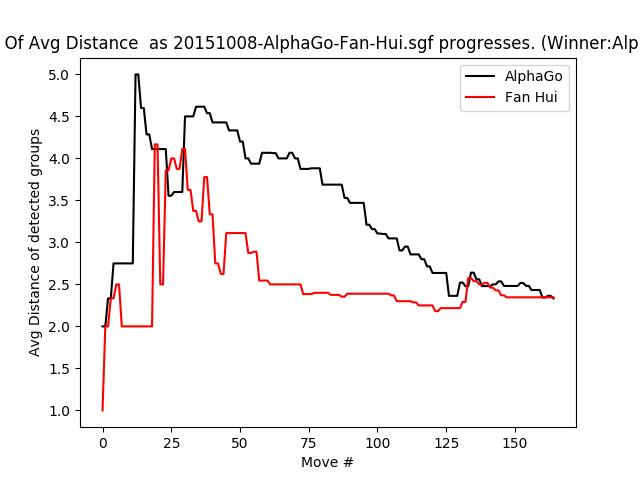 Of Avg Distance  as 20151008-AlphaGo-Fan-Hui.sgf progresses. (Winner:Alp
AlphaGo
Fan Hui
5.0
4.5
4.0
3.5
3.0
2.5
2.0
1.5
1.0
Avg Distance of detected groups
0 25 50 75 100 125 150
Move #